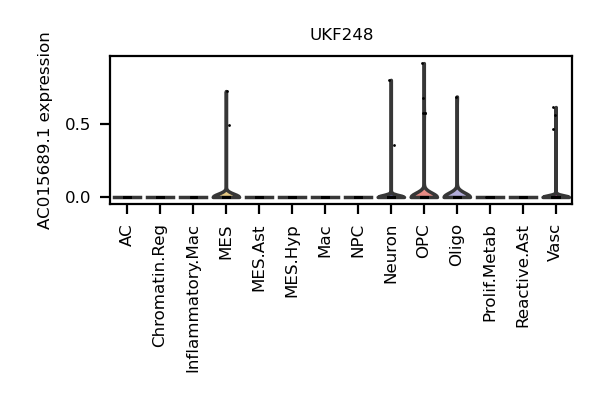 UKF248
AC015689.1 expression
0.5
0.0
AC
Chromatin.Reg
Inflammatory.Mac
MES
MES.Ast
MES.Hyp
Mac
NPC
Neuron
OPC
Oligo
Prolif.Metab
Reactive.Ast
Vasc